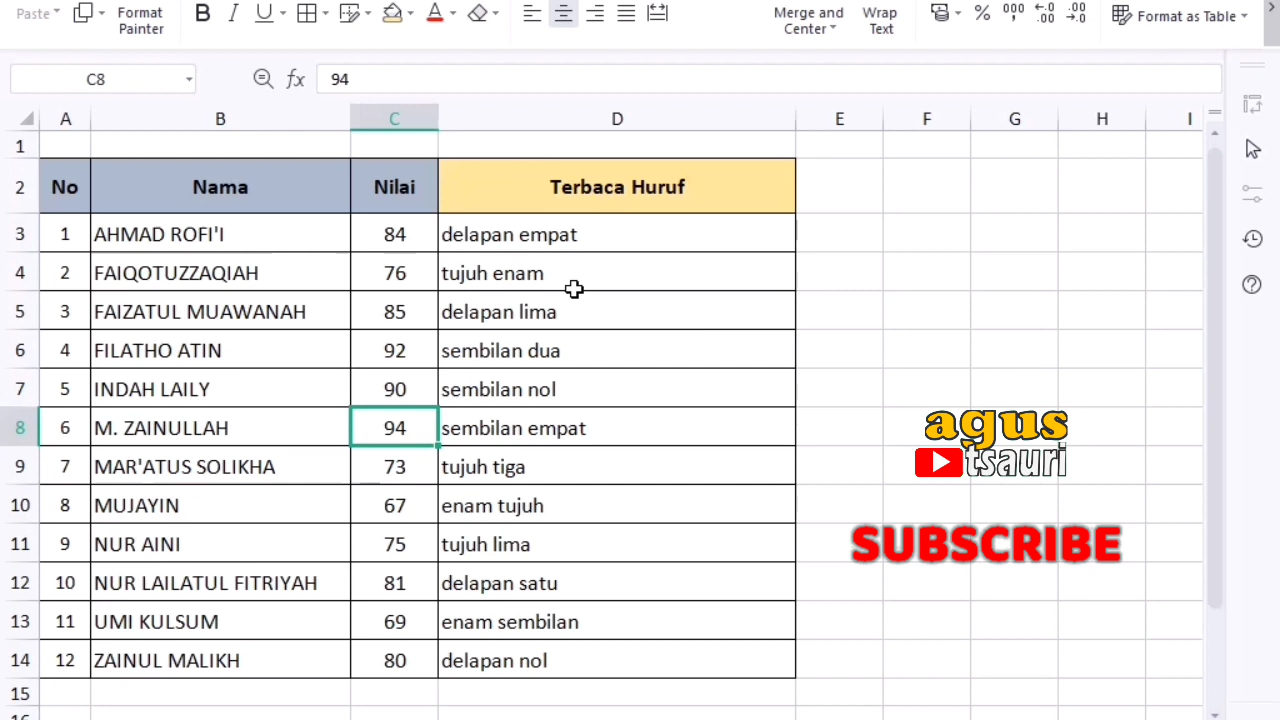 Paste Format Painter B I U A Merge and Center Wrap Text % 000 ←.0 .00 .00 →.0 Format as Table
C8 fx 94
A B C D E F G H I
1
2 No Nama Nilai Terbaca Huruf
3 1 AHMAD ROFI'I 84 delapan empat
4 2 FAIQOTUZZAQIAH 76 tujuh enam
5 3 FAIZATUL MUAWANAH 85 delapan lima
6 4 FILATHO ATIN 92 sembilan dua
7 5 INDAH LAILY 90 sembilan nol
8 6 M. ZAINULLAH 94 sembilan empat
9 7 MAR'ATUS SOLIKHA 73 tujuh tiga
10 8 MUJAYIN 67 enam tujuh
11 9 NUR AINI 75 tujuh lima
12 10 NUR LAILATUL FITRIYAH 81 delapan satu
13 11 UMI KULSUM 69 enam sembilan
14 12 ZAINUL MALIKH 80 delapan nol
15
agus
tsauri
SUBSCRIBE